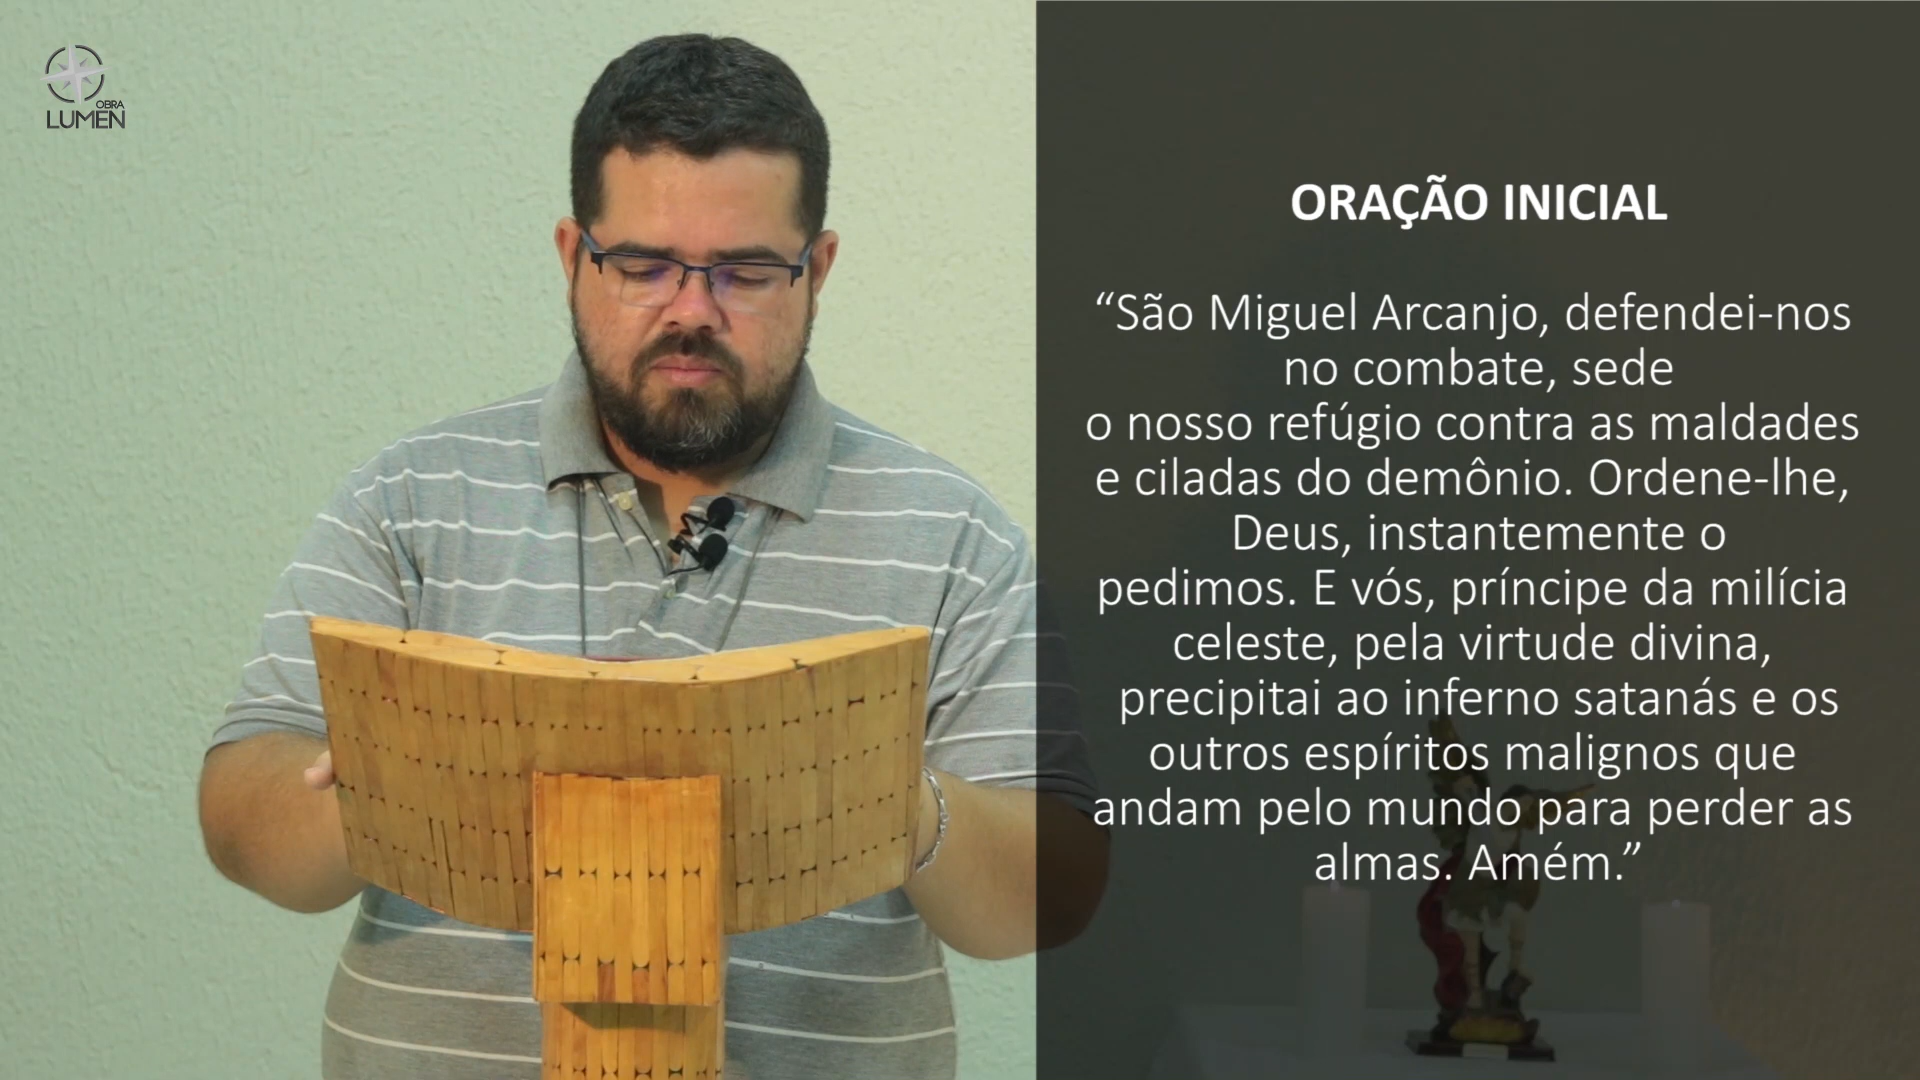 OBRA
LUMEN
ORAÇÃO INICIAL
“São Miguel Arcanjo, defendei-nos
no combate, sede
o nosso refúgio contra as maldades
e ciladas do demônio. Ordene-lhe,
Deus, instantemente o
pedimos. E vós, príncipe da milícia
celeste, pela virtude divina,
precipitai ao inferno satanás e os
outros espíritos malignos que
andam pelo mundo para perder as
almas. Amém.”